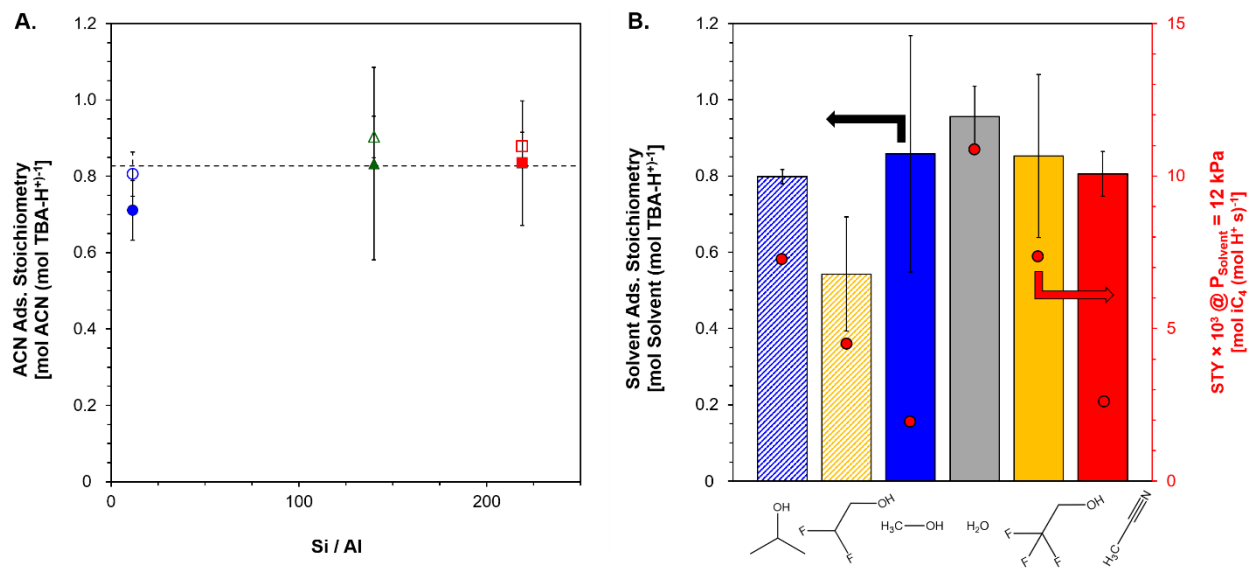 A.
1.2
1.0
0.8
0.6
0.4
0.2
0
0
100
200
Si / Al
ACN Ads. Stoichiometry
[mol ACN (mol TBA-H⁺)⁻¹]
B.
1.2
1.0
0.8
0.6
0.4
0.2
0
Solvent Ads. Stoichiometry
[mol Solvent (mol TBA-H⁺)⁻¹]
15
10
5
0
STY × 10³ @ P_Solvent = 12 kPa
[mol iC₄ (mol H⁺ s)⁻¹]
OH
OH
F
F
H₃C
OH
H₂O
OH
F
F
F
N
H₃C